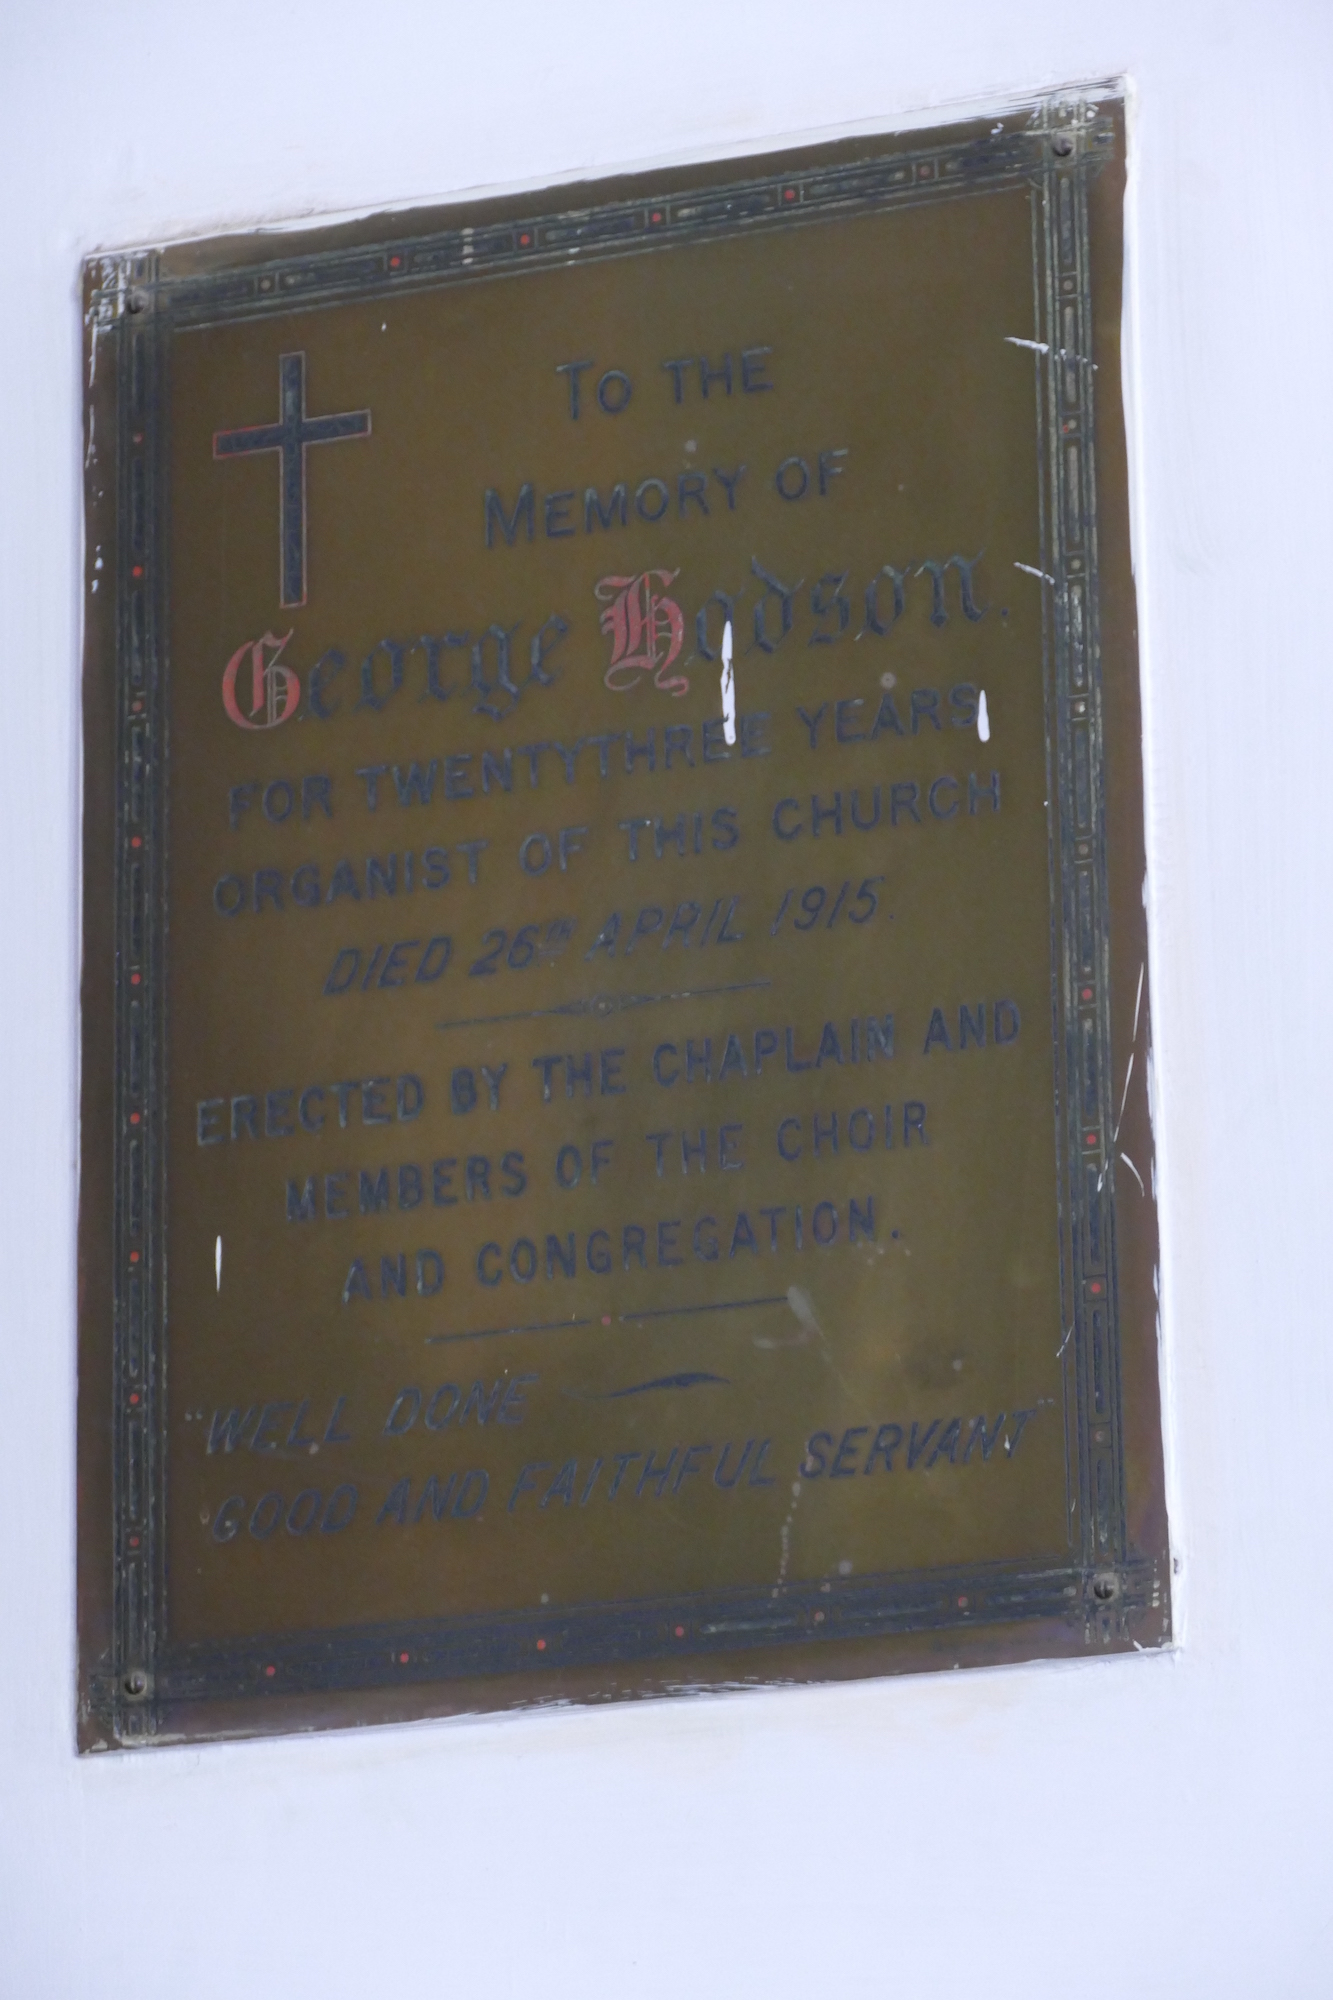 To the
Memory of
George Hodson.
FOR TWENTYTHREE YEARS
ORGANIST OF THIS CHURCH
DIED 26TH APRIL 1915.
ERECTED BY THE CHAPLAIN AND
MEMBERS OF THE CHOIR
AND CONGREGATION.
"WELL DONE
GOOD AND FAITHFUL SERVANT"